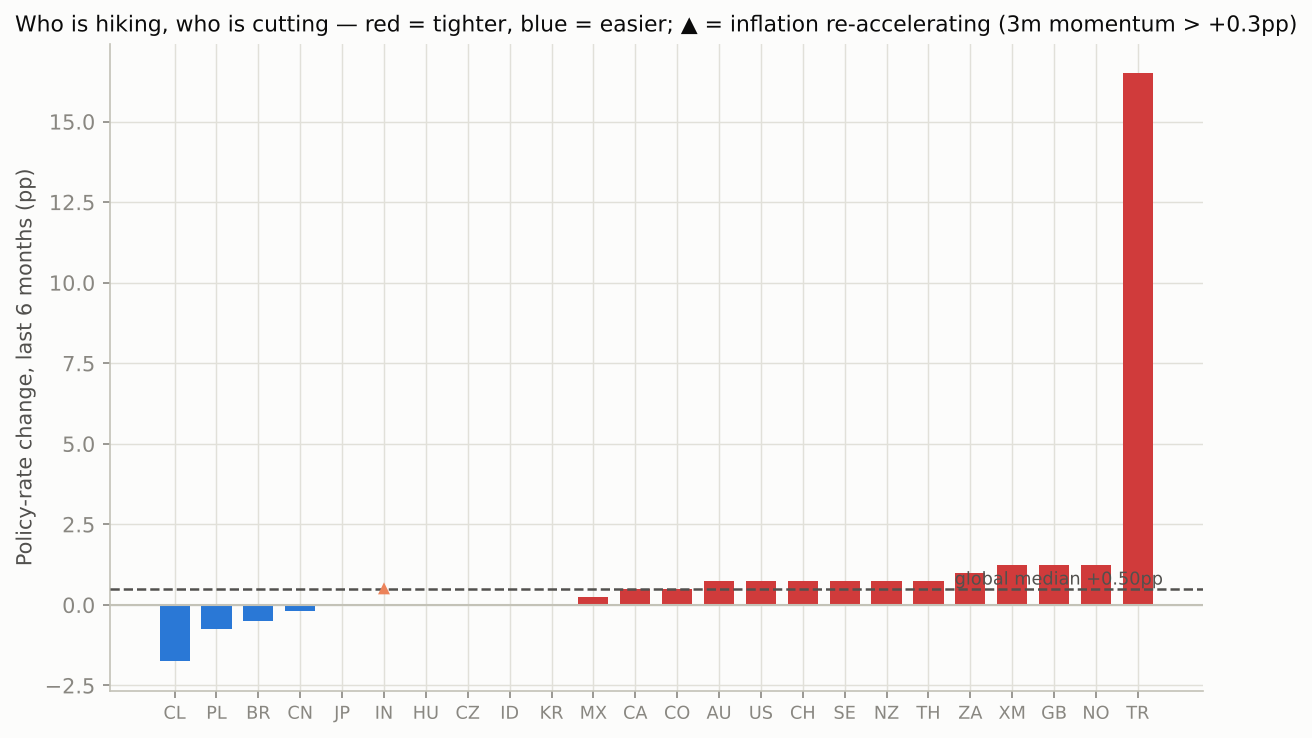 Who is hiking, who is cutting — red = tighter, blue = easier; ▲ = inflation re-accelerating (3m momentum > +0.3pp)
Policy-rate change, last 6 months (pp)
15.0
12.5
10.0
7.5
5.0
2.5
0.0
−2.5
global median +0.50pp
CL PL BR CN JP IN HU CZ ID KR MX CA CO AU US CH SE NZ TH ZA XM GB NO TR